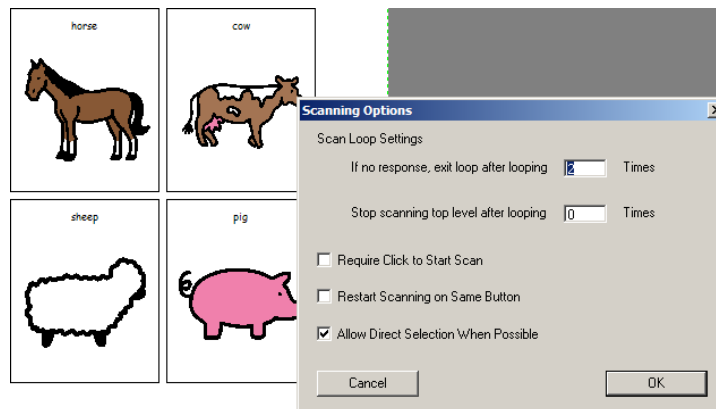 horse
cow
sheep
pig
Scanning Options
Scan Loop Settings
If no response, exit loop after looping 2 Times
Stop scanning top level after looping 0 Times
Require Click to Start Scan
Restart Scanning on Same Button
Allow Direct Selection When Possible
Cancel
OK